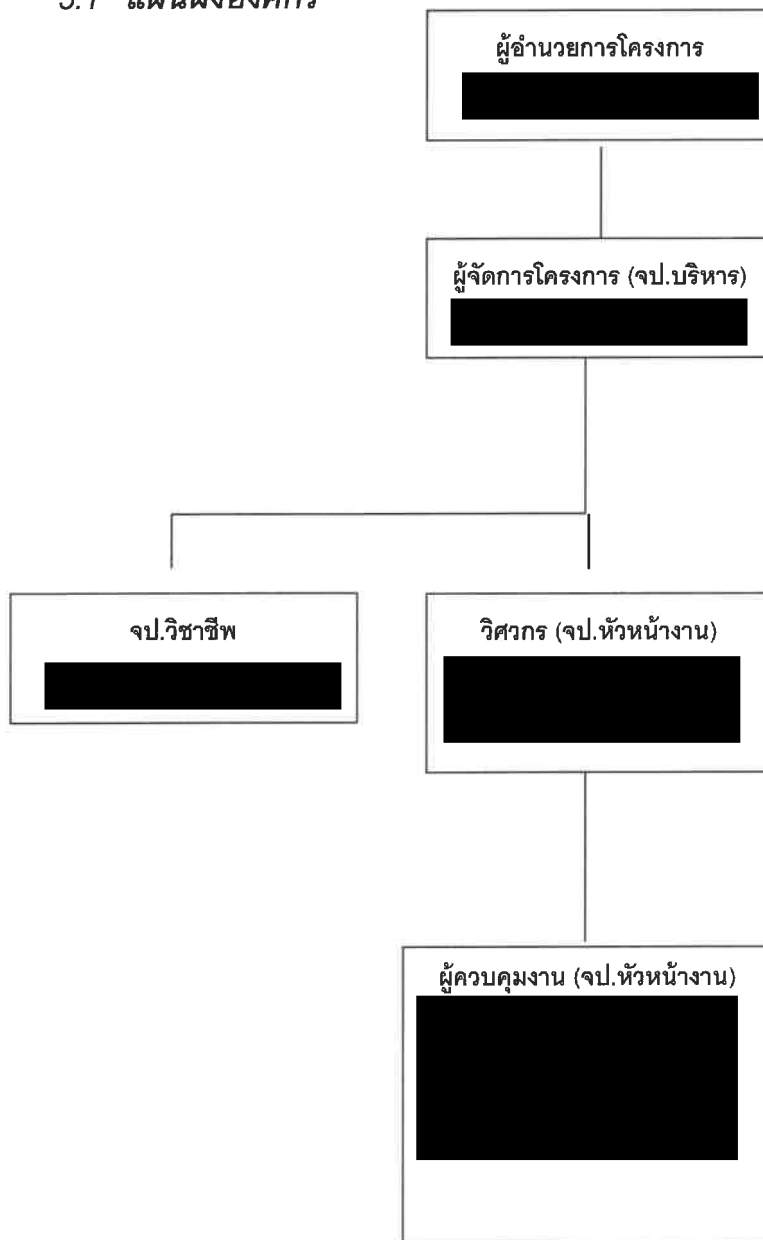 ผู้อำนวยการโครงการ
ผู้จัดการโครงการ (จป.บริหาร)
จป.วิชาชีพ
วิศวกร (จป.หัวหน้างาน)
ผู้ควบคุมงาน (จป.หัวหน้างาน)